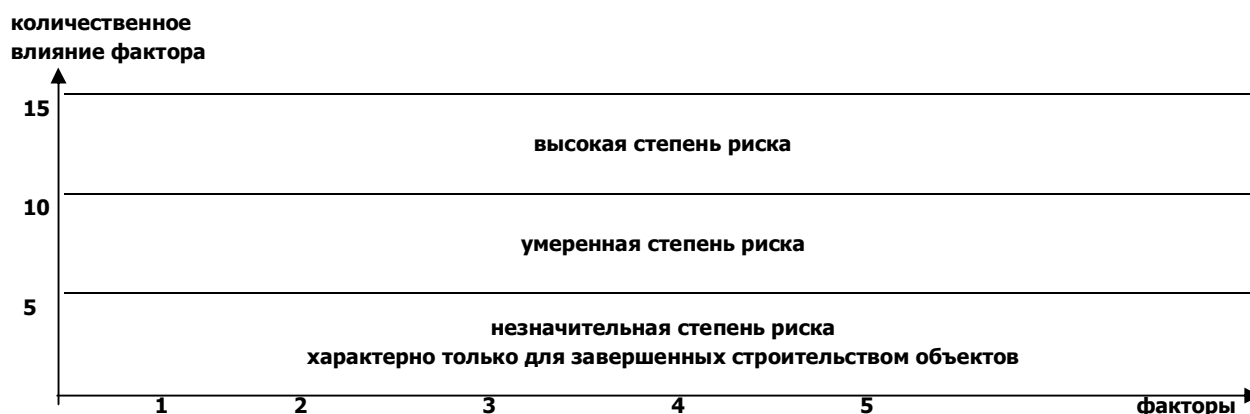 количественное
влияние фактора
15
высокая степень риска
10
умеренная степень риска
5
незначительная степень риска
характерно только для завершенных строительством объектов
1 2 3 4 5 факторы